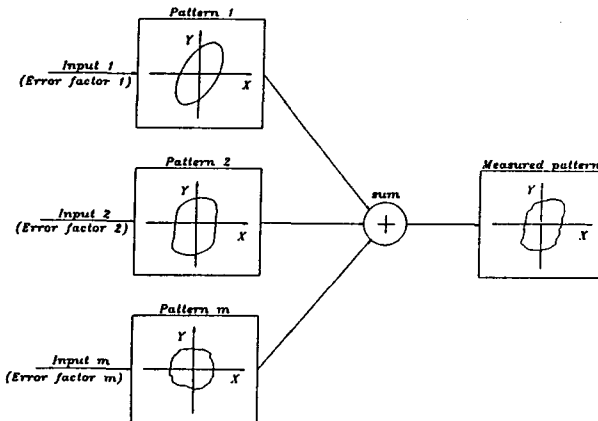 Pattern 1
Y
X
Input 1
(Error factor 1)
Pattern 2
Y
X
Input 2
(Error factor 2)
sum
+
Measured pattern
Y
X
Pattern m
Y
X
Input m
(Error factor m)